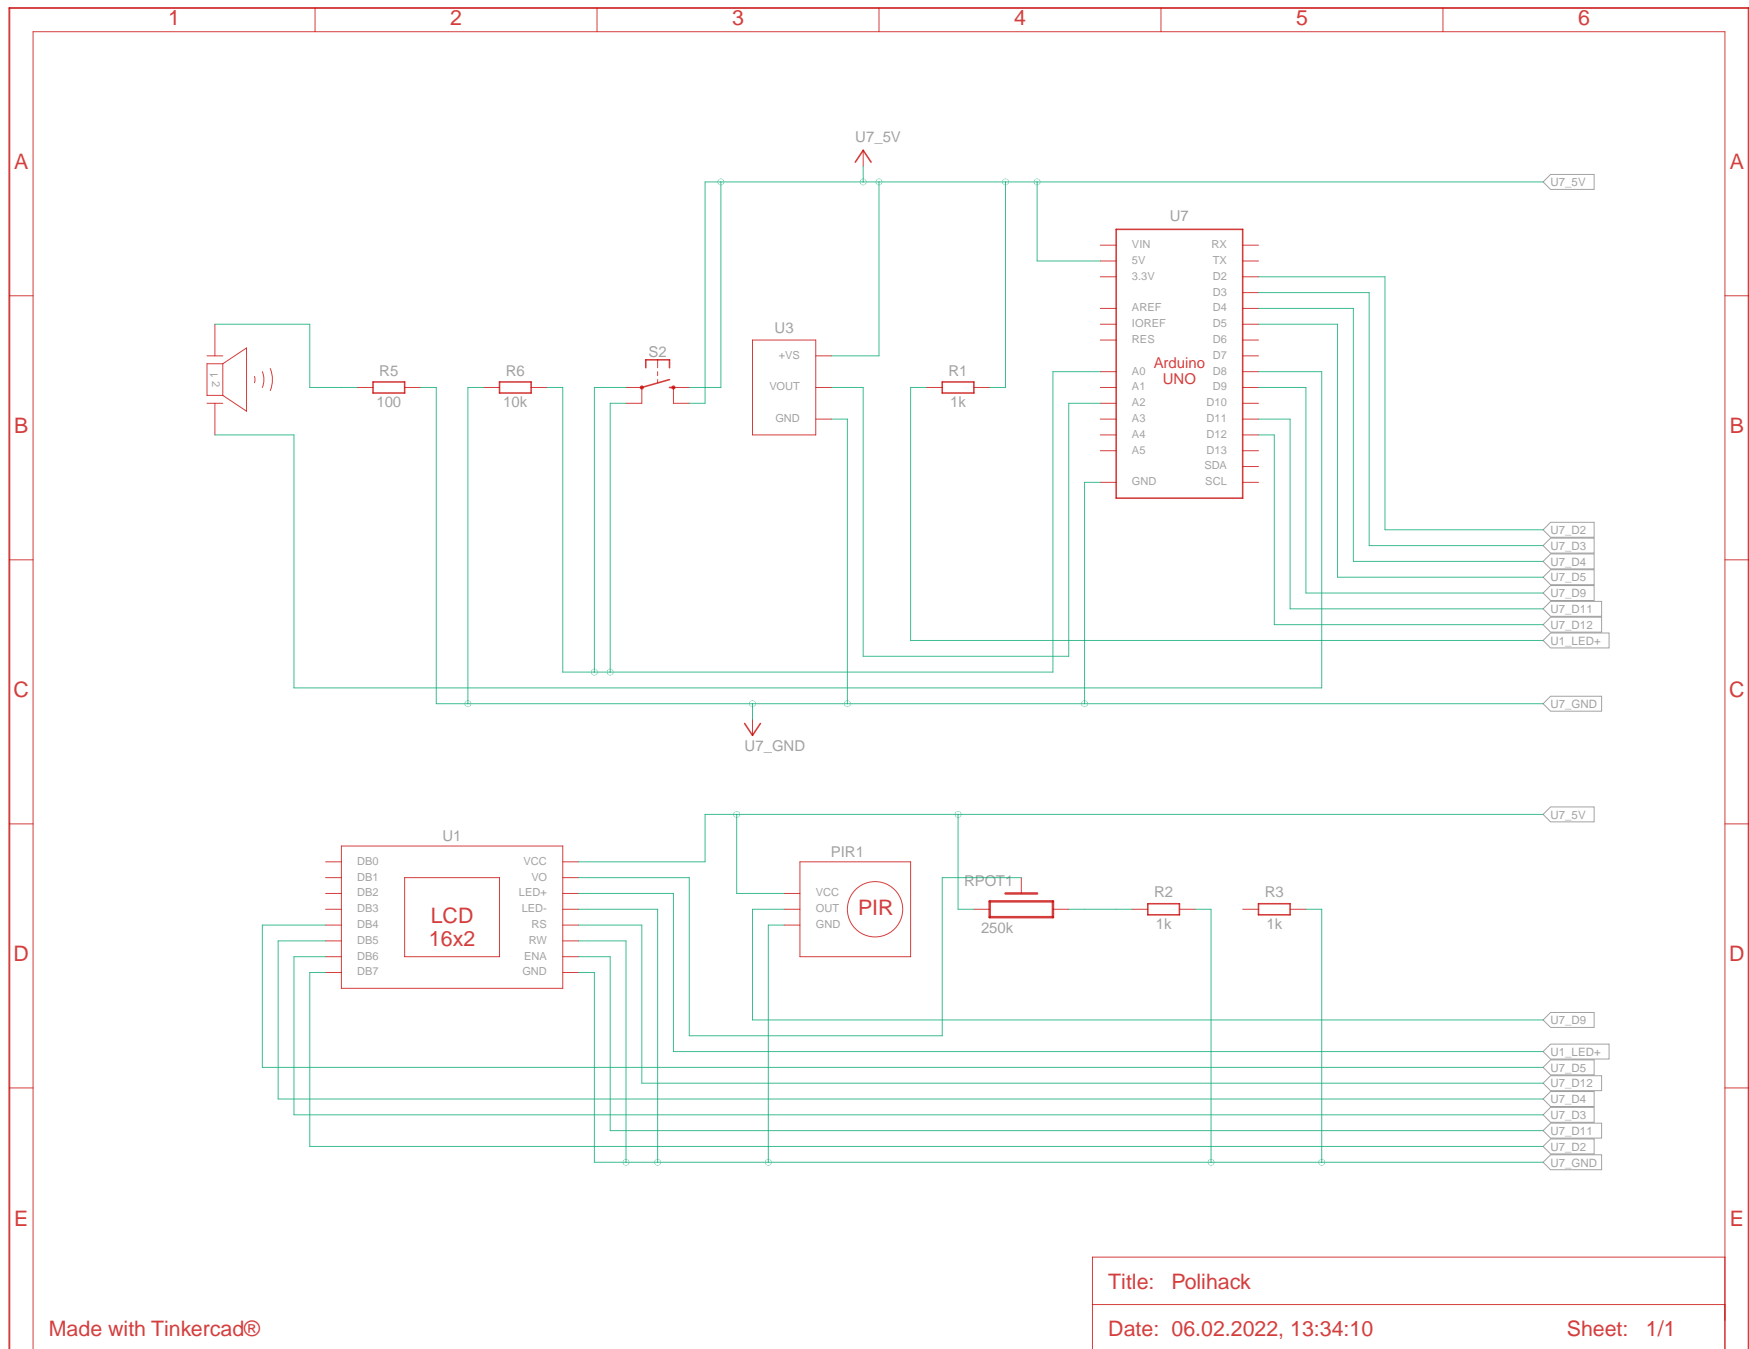 1 2 3 4 5 6
U7_5V
A A
U7_5V
U7
VIN RX
5V TX
3.3V D2
D3
AREF D4
IOREF D5
RES D6
D7
Arduino
UNO
A0 D8
A1 D9
A2 D10
A3 D11
A4 D12
A5 D13
SDA
GND SCL
U3
+VS
VOUT
GND
S2
R5
100
R6
10k
R1
1k
1 2
B B
U7_D2
U7_D3
U7_D4
U7_D5
U7_D9
U7_D11
U7_D12
U1_LED+
C C
U7_GND
U7_GND
U7_5V
U1
DB0 VCC
DB1 VO
DB2 LED+
DB3 LED-
DB4 RS
DB5 RW
DB6 ENA
DB7 GND
LCD
16x2
PIR1
VCC
OUT
GND
PIR
RPOT1
250k
R2
1k
R3
1k
D D
U7_D9
U1_LED+
U7_D5
U7_D12
U7_D4
U7_D3
U7_D11
U7_D2
U7_GND
E E
Title: Polihack
Made with Tinkercad®
Date: 06.02.2022, 13:34:10 Sheet: 1/1